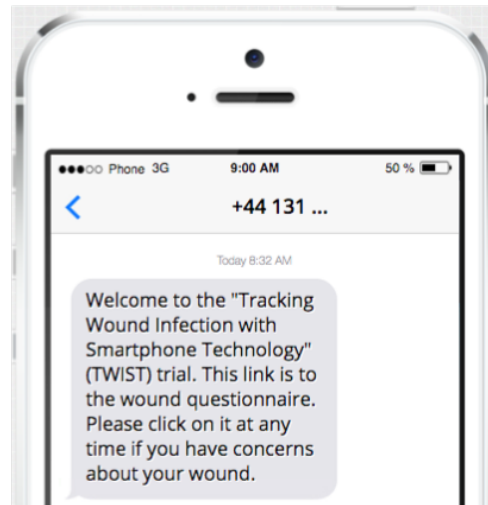 ●●●○○ Phone 3G 9:00 AM 50 %
+44 131 ...
Today 8:32 AM
Welcome to the "Tracking
Wound Infection with
Smartphone Technology"
(TWIST) trial. This link is to
the wound questionnaire.
Please click on it at any
time if you have concerns
about your wound.